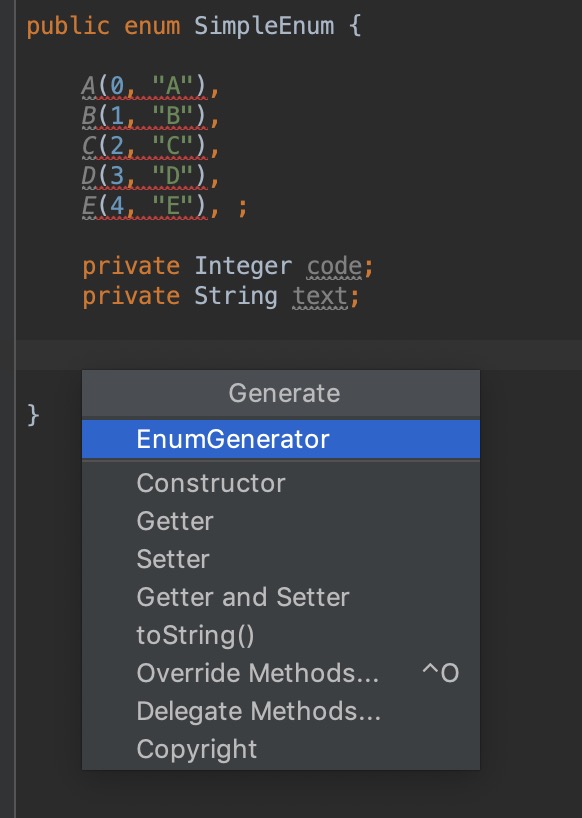 public enum SimpleEnum {
A(0, "A"),
B(1, "B"),
C(2, "C"),
D(3, "D"),
E(4, "E"), ;
private Integer code;
private String text;
Generate
}
EnumGenerator
Constructor
Getter
Setter
Getter and Setter
toString()
Override Methods... ^O
Delegate Methods...
Copyright